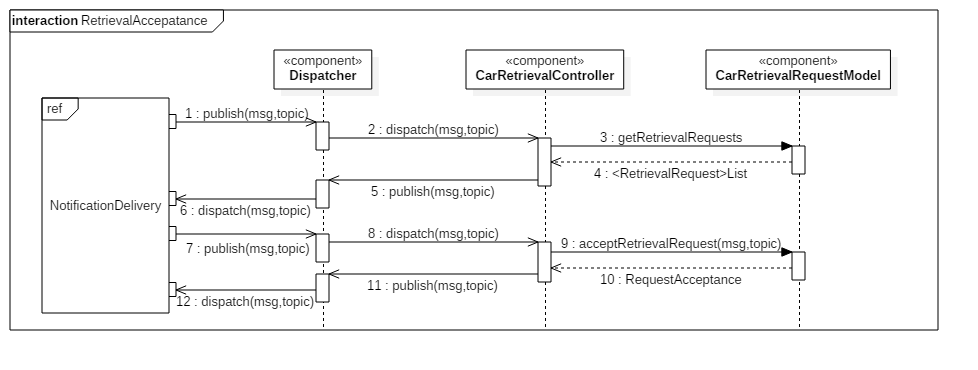 interaction RetrievalAccepatance
«component»
Dispatcher
«component»
CarRetrievalController
«component»
CarRetrievalRequestModel
ref
NotificationDelivery
1 : publish(msg,topic)
2 : dispatch(msg,topic)
3 : getRetrievalRequests
4 : <RetrievalRequest>List
5 : publish(msg,topic)
6 : dispatch(msg,topic)
7 : publish(msg,topic)
8 : dispatch(msg,topic)
9 : acceptRetrievalRequest(msg,topic)
10 : RequestAcceptance
11 : publish(msg,topic)
12 : dispatch(msg,topic)